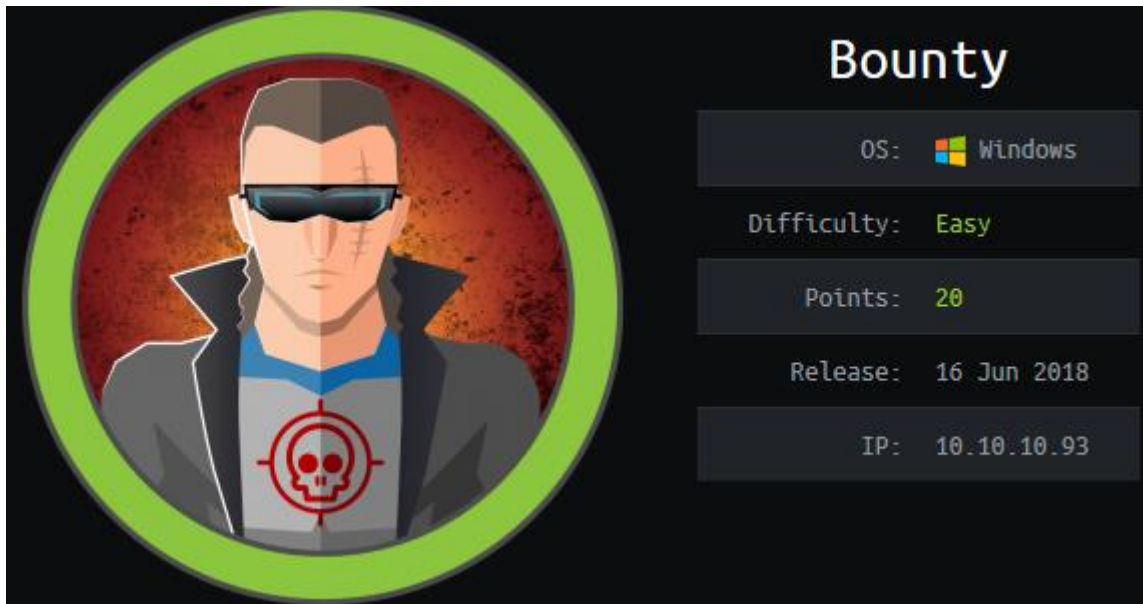 Bounty
OS: Windows
Difficulty: Easy
Points: 20
Release: 16 Jun 2018
IP: 10.10.10.93